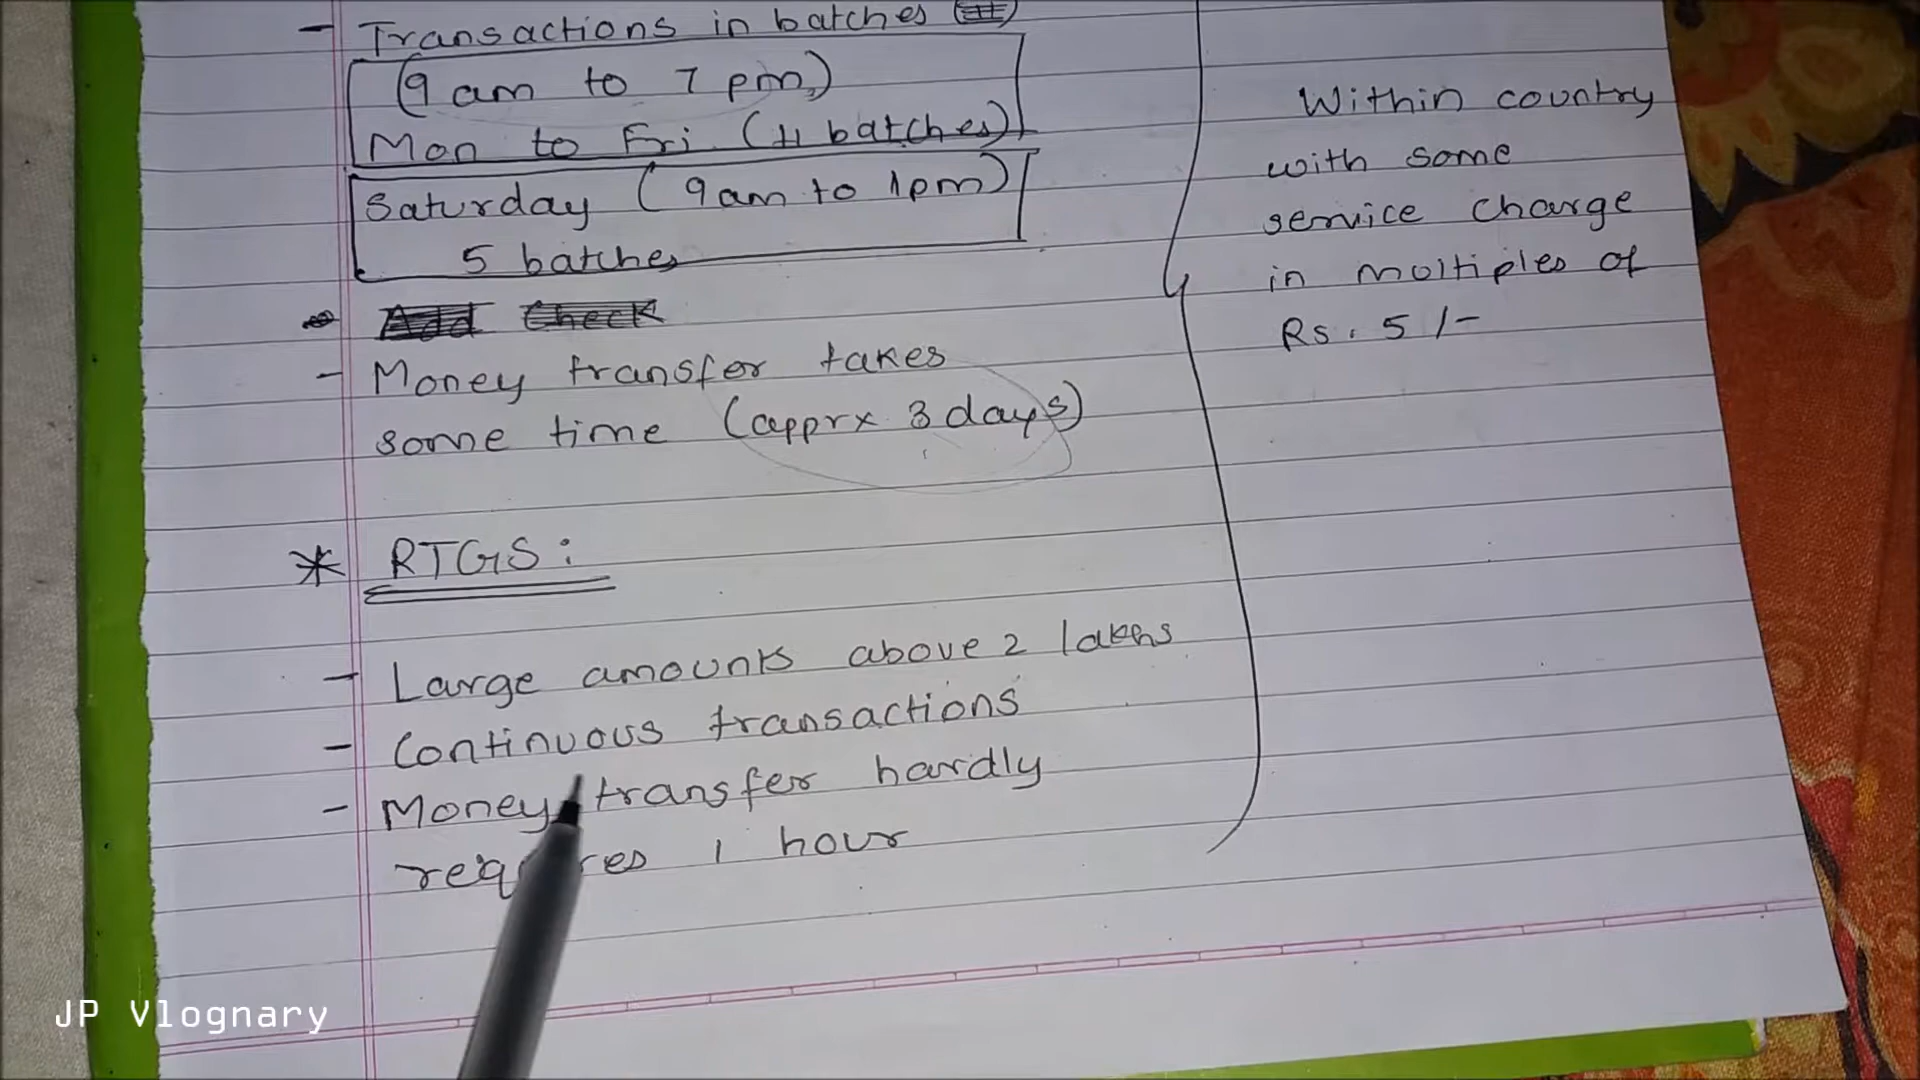 - Transactions in batches
(9 am to 7 pm)
Mon to Fri (11 batches)
Saturday (9am to 1pm)
5 batches
Add Check
- Money transfer takes
some time (apprx 3 days)
* RTGS:
- Large amounts above 2 lakhs
- Continuous transactions
- Money transfer hardly
requires 1 hour
Within country
with some
service charge
in multiples of
Rs. 5/-
JP Vlognary